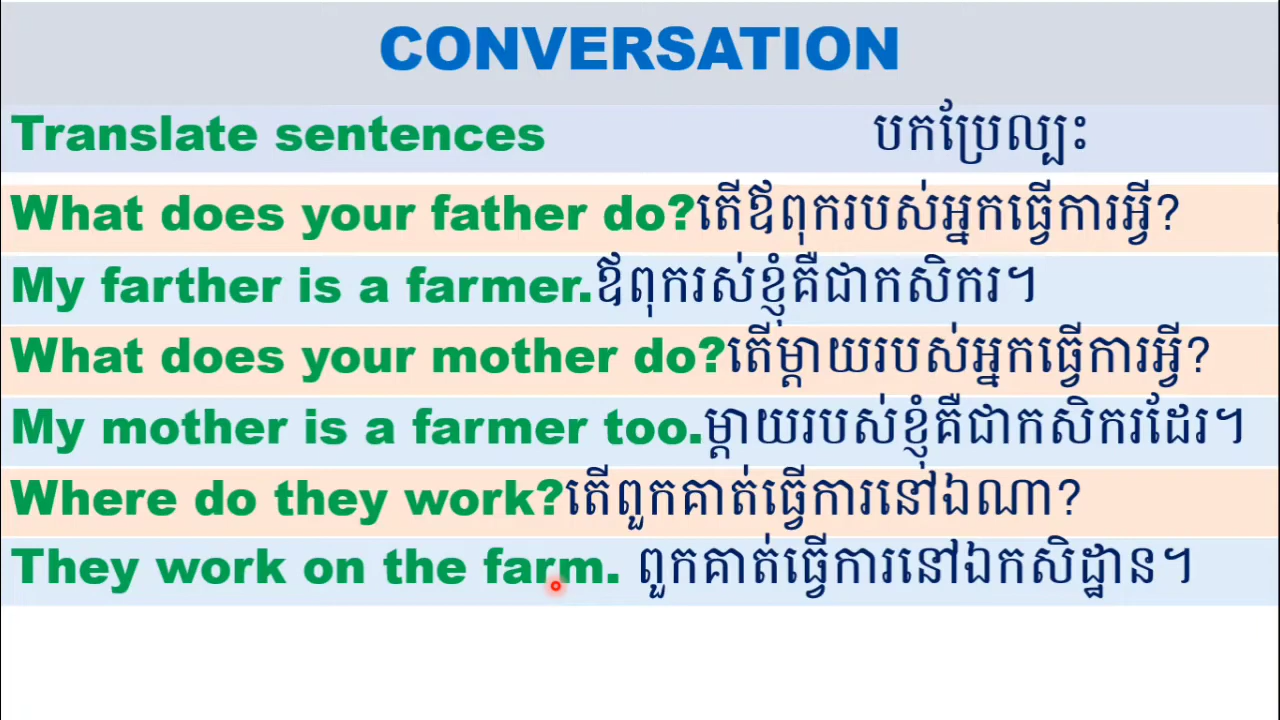 CONVERSATION
Translate sentences បកប្រែល្បះ
What does your father do?តើឪពុករបស់អ្នកធ្វើការអ្វី?
My farther is a farmer.ឪពុករស់ខ្ញុំគឺជាកសិករ។
What does your mother do?តើម្តាយរបស់អ្នកធ្វើការអ្វី?
My mother is a farmer too.ម្តាយរបស់ខ្ញុំគឺជាកសិករដែរ។
Where do they work?តើពួកគាត់ធ្វើការនៅឯណា?
They work on the farm. ពួកគាត់ធ្វើការនៅឯកសិដ្ឋាន។